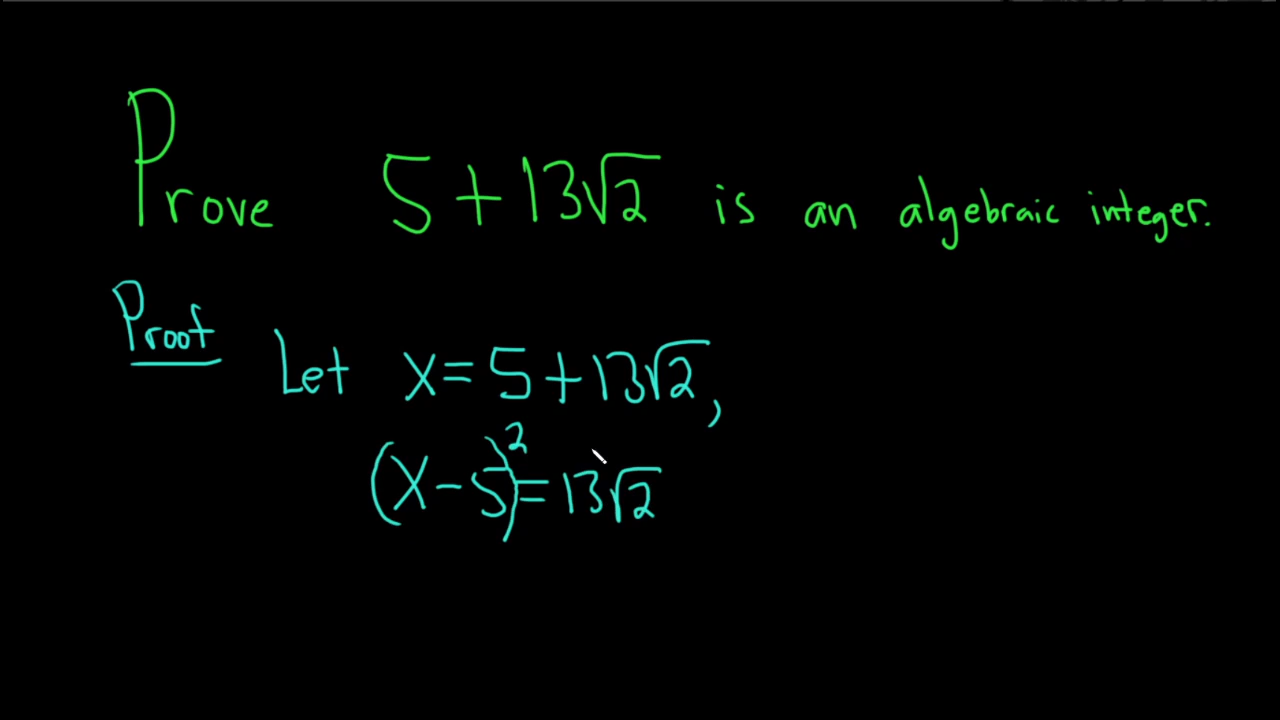 Prove 5+13√2 is an algebraic integer.
Proof Let x=5+13√2,
(x-5)²=13√2